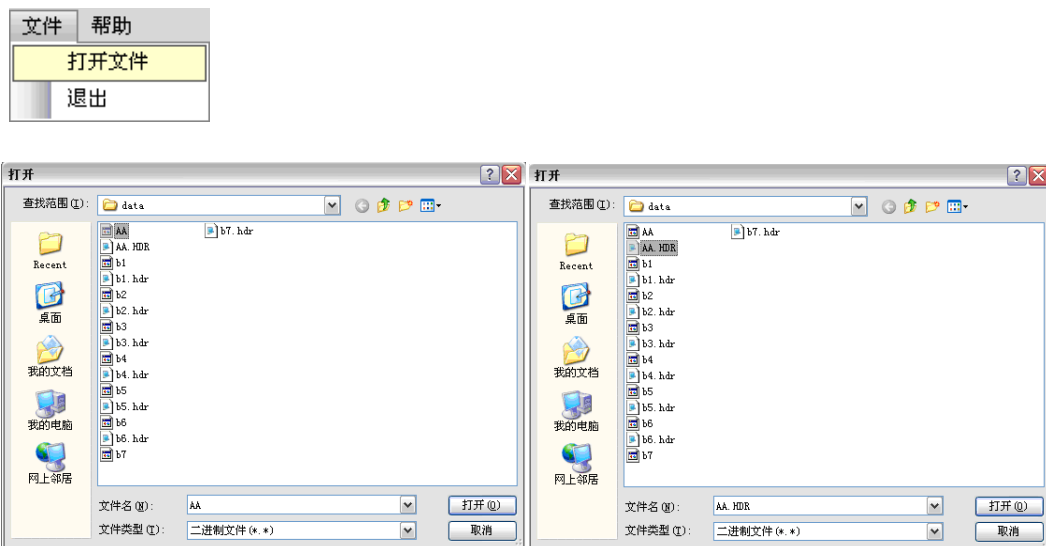 文件 帮助
打开文件
退出
打开
查找范围(I):
data
Recent
桌面
我的文档
我的电脑
网上邻居
AA
AA.HDR
b1
b1.hdr
b2
b2.hdr
b3
b3.hdr
b4
b4.hdr
b5
b5.hdr
b6
b6.hdr
b7
b7.hdr
文件名(N):
AA
打开(O)
文件类型(T):
二进制文件(*.*)
取消
打开
查找范围(I):
data
Recent
桌面
我的文档
我的电脑
网上邻居
AA
AA.HDR
b1
b1.hdr
b2
b2.hdr
b3
b3.hdr
b4
b4.hdr
b5
b5.hdr
b6
b6.hdr
b7
b7.hdr
文件名(N):
AA.HDR
打开(O)
文件类型(T):
二进制文件(*.*)
取消